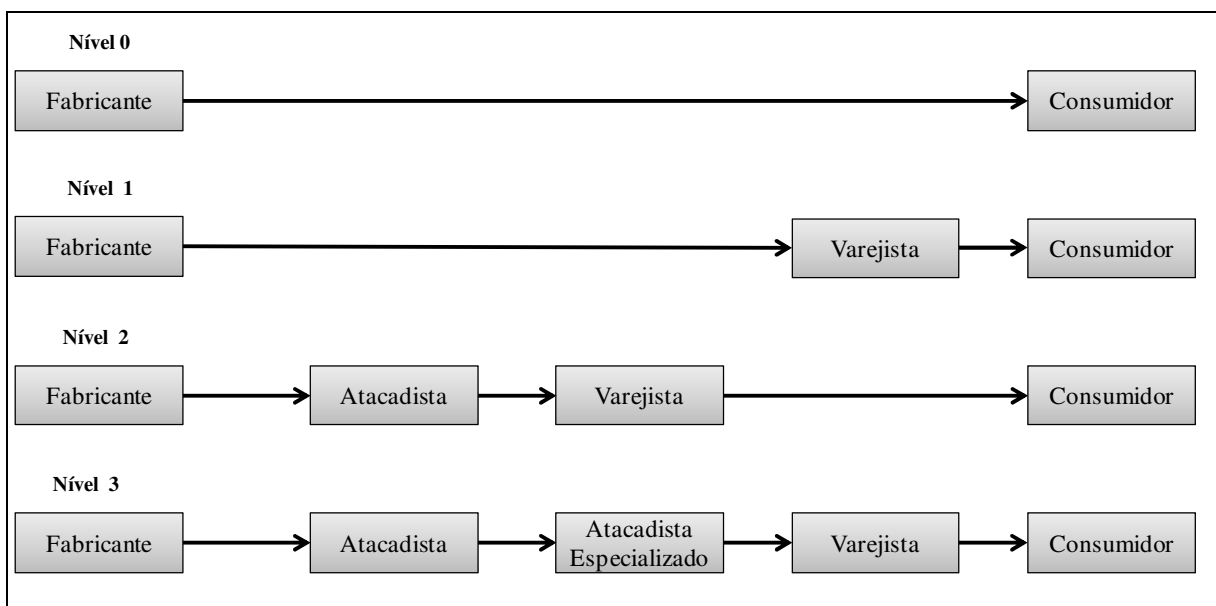 Nível 0
Fabricante
Consumidor
Nível 1
Fabricante
Varejista
Consumidor
Nível 2
Fabricante
Atacadista
Varejista
Consumidor
Nível 3
Fabricante
Atacadista
Atacadista
Especializado
Varejista
Consumidor